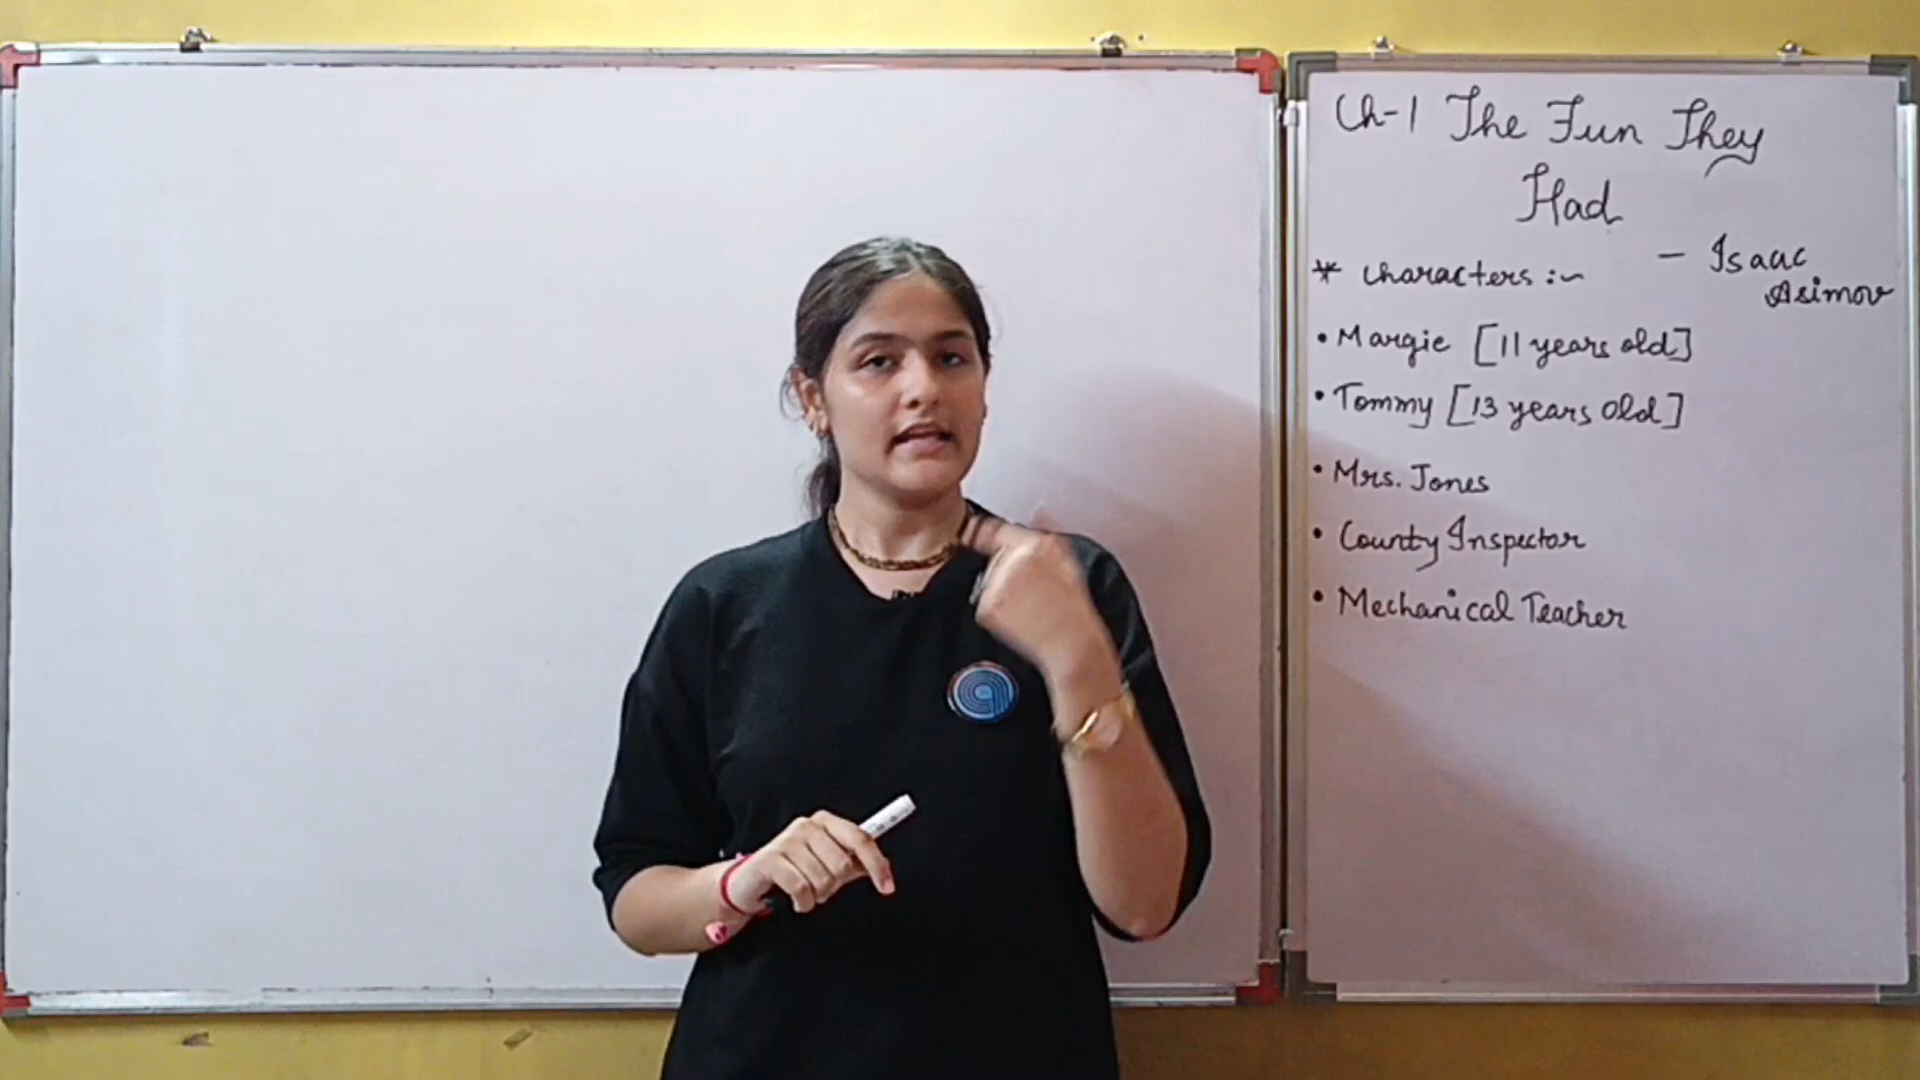 Ch-1 The Fun They
Had
- Isaac
Asimov
* Characters :-
• Margie [11 years old]
• Tommy [13 years old]
• Mrs. Jones
• County Inspector
• Mechanical Teacher